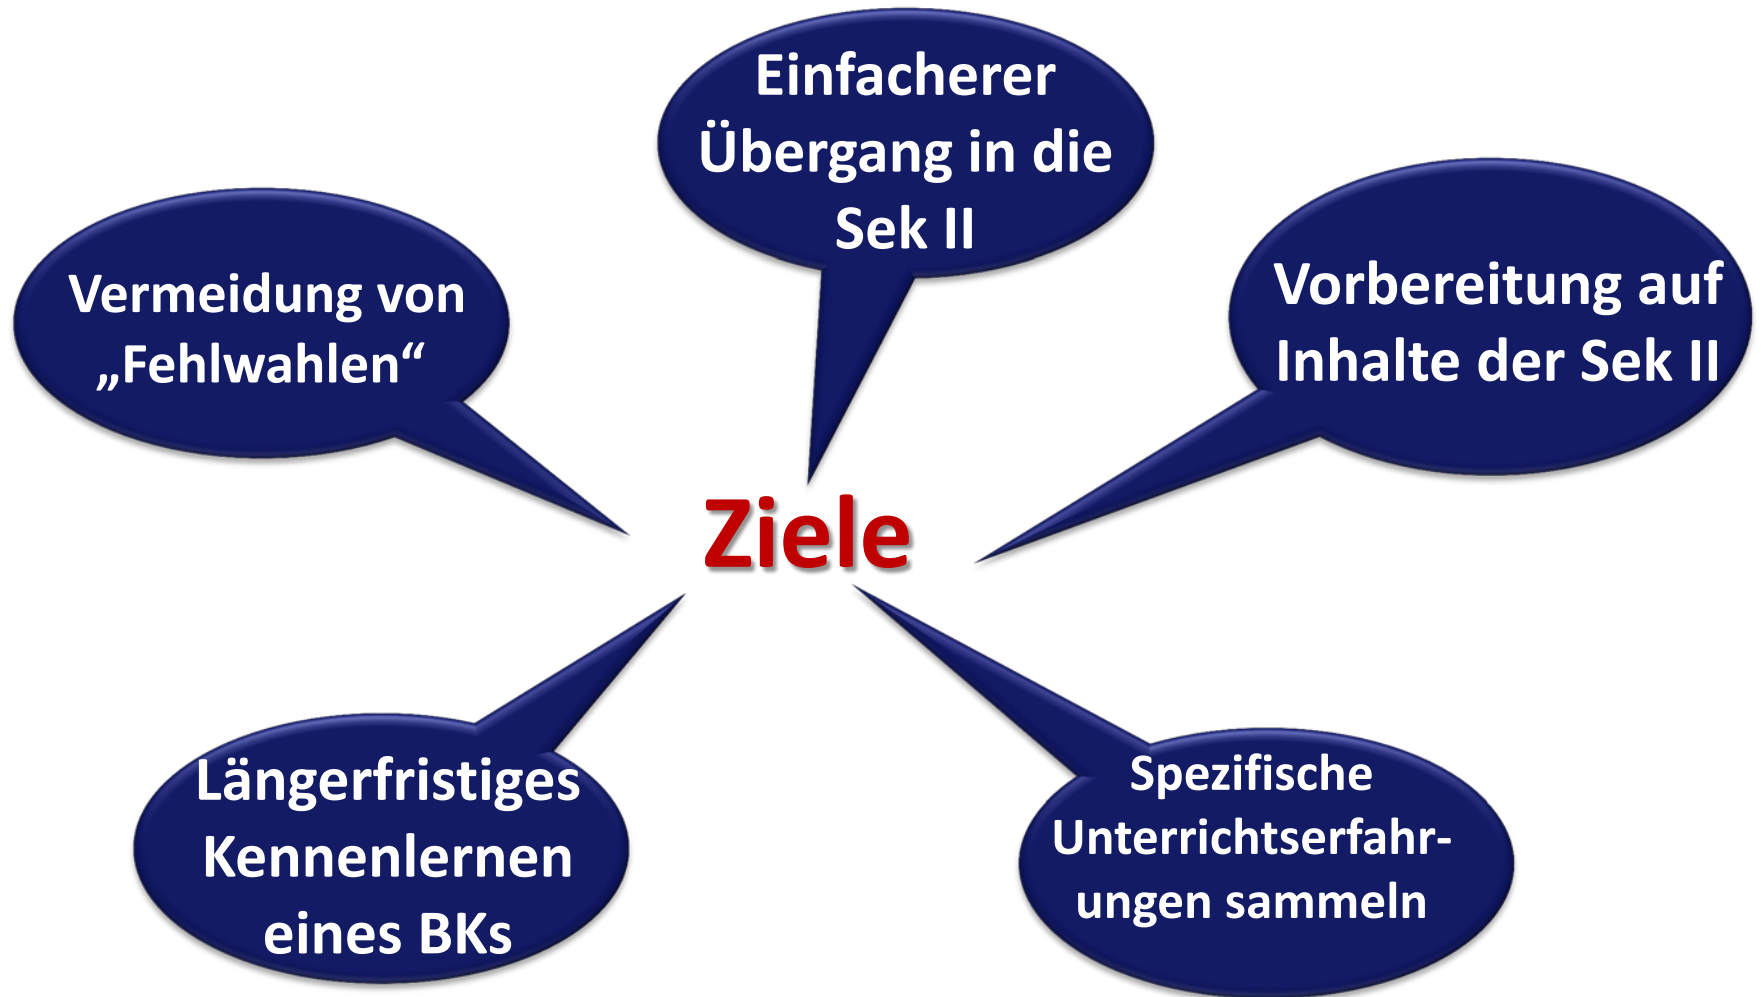 Einfacherer
Übergang in die
Sek II
Vermeidung von
„Fehlwahlen“
Vorbereitung auf
Inhalte der Sek II
Ziele
Längerfristiges
Kennenlernen
eines BKs
Spezifische
Unterrichtserfahr-
ungen sammeln